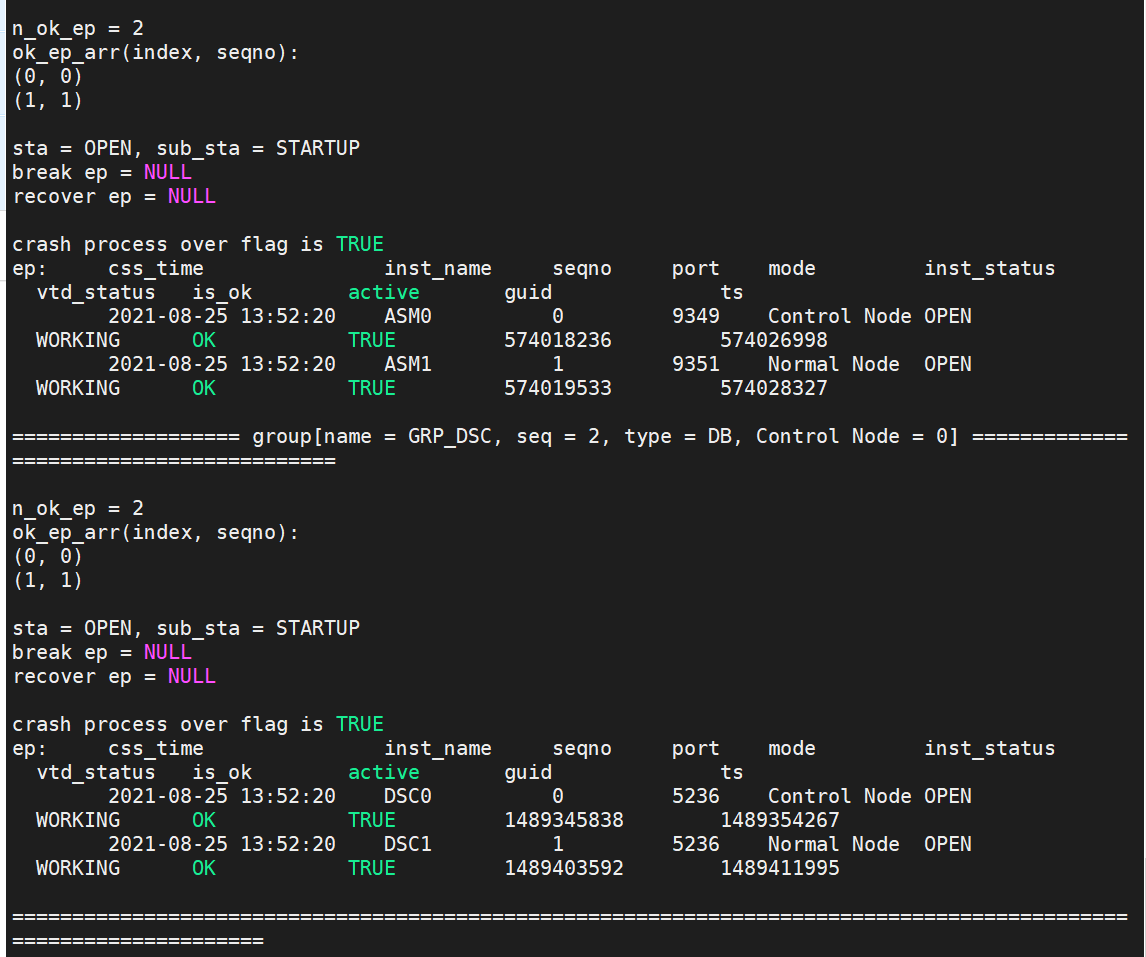 n_ok_ep = 2
ok_ep_arr(index, seqno):
(0, 0)
(1, 1)
sta = OPEN, sub_sta = STARTUP
break ep = NULL
recover ep = NULL
crash process over flag is TRUE
ep:     css_time               inst_name     seqno     port    mode         inst_status
  vtd_status   is_ok        active       guid              ts
        2021-08-25 13:52:20    ASM0          0         9349    Control Node OPEN
  WORKING      OK           TRUE         574018236         574026998
        2021-08-25 13:52:20    ASM1          1         9351    Normal Node  OPEN
  WORKING      OK           TRUE         574019533         574028327
=================== group[name = GRP_DSC, seq = 2, type = DB, Control Node = 0] =============
===========================
n_ok_ep = 2
ok_ep_arr(index, seqno):
(0, 0)
(1, 1)
sta = OPEN, sub_sta = STARTUP
break ep = NULL
recover ep = NULL
crash process over flag is TRUE
ep:     css_time               inst_name     seqno     port    mode         inst_status
  vtd_status   is_ok        active       guid              ts
        2021-08-25 13:52:20    DSC0          0         5236    Control Node OPEN
  WORKING      OK           TRUE         1489345838        1489354267
        2021-08-25 13:52:20    DSC1          1         5236    Normal Node  OPEN
  WORKING      OK           TRUE         1489403592        1489411995
=============================================================================================
=====================